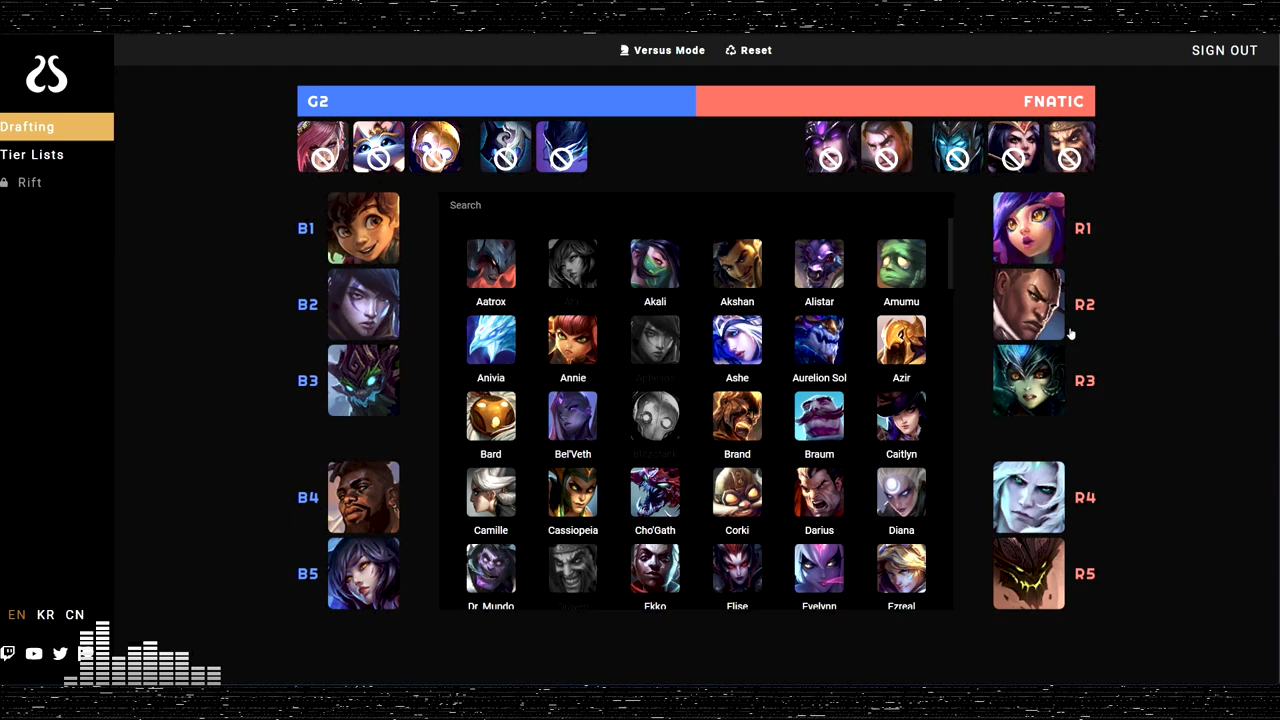 Versus Mode Reset SIGN OUT
G2 FNATIC
Drafting
Tier Lists
Rift
Search
B1 R1
Aatrox Akali Akshan Alistar Amumu
B2 R2
Anivia Annie Aphelios Ashe Aurelion Sol Azir
B3 R3
Bard Bel'Veth Blitzcrank Brand Braum Caitlyn
B4 R4
Camille Cassiopeia Cho'Gath Corki Darius Diana
B5 R5
Dr. Mundo Ekko Elise Evelynn Ezreal
EN KR CN